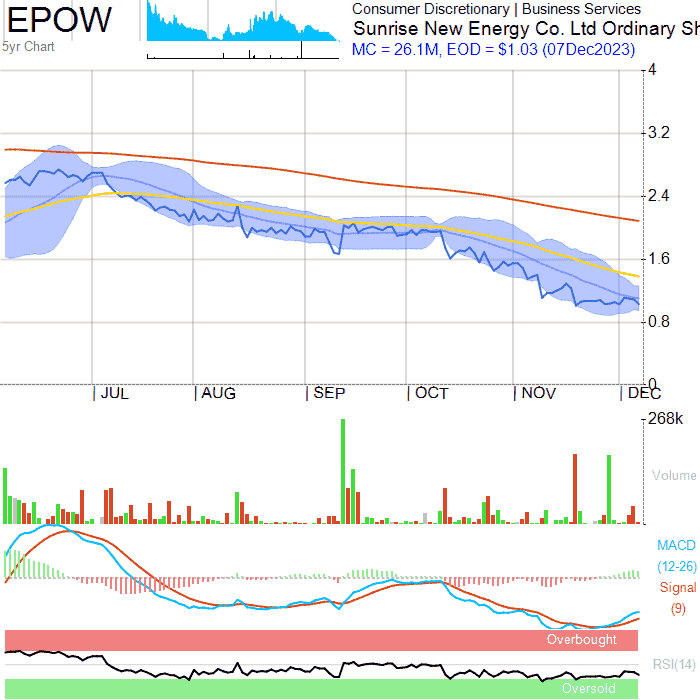 EPOW
5yr Chart
Consumer Discretionary | Business Services
Sunrise New Energy Co. Ltd Ordinary Sh
MC = 26.1M, EOD = $1.03 (07Dec2023)
4
3.2
2.4
1.6
0.8
0
JUL AUG SEP OCT NOV DEC
268k
Volume
MACD
(12-26)
Signal
(9)
Overbought
RSI(14)
Oversold